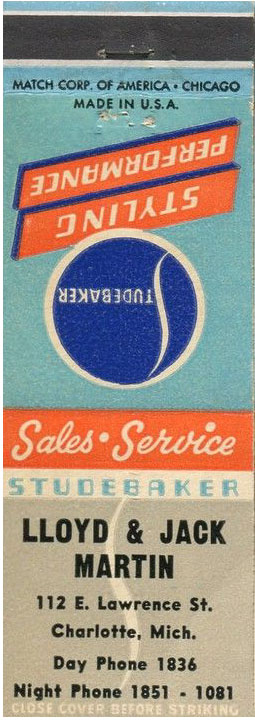 MATCH CORP. OF AMERICA • CHICAGO
MADE IN U.S.A.
STYLING
PERFORMANCE
STUDEBAKER
Sales • Service
STUDEBAKER
LLOYD & JACK
MARTIN
112 E. Lawrence St.
Charlotte, Mich.
Day Phone 1836
Night Phone 1851 - 1081
CLOSE COVER BEFORE STRIKING